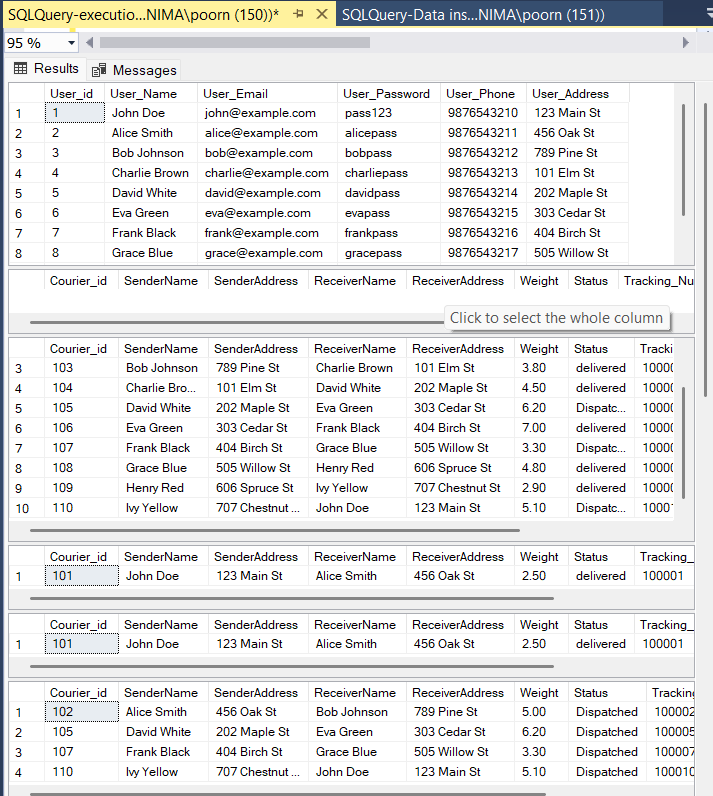 SQLQuery-executio...NIMA\poorn (150))* SQLQuery-Data ins...NIMA\poorn (151))
95 %
Results Messages
User_id User_Name User_Email User_Password User_Phone User_Address
1 1 John Doe john@example.com pass123 9876543210 123 Main St
2 2 Alice Smith alice@example.com alicepass 9876543211 456 Oak St
3 3 Bob Johnson bob@example.com bobpass 9876543212 789 Pine St
4 4 Charlie Brown charlie@example.com charliepass 9876543213 101 Elm St
5 5 David White david@example.com davidpass 9876543214 202 Maple St
6 6 Eva Green eva@example.com evapass 9876543215 303 Cedar St
7 7 Frank Black frank@example.com frankpass 9876543216 404 Birch St
8 8 Grace Blue grace@example.com gracepass 9876543217 505 Willow St
Courier_id SenderName SenderAddress ReceiverName ReceiverAddress Weight Status Tracking_Nu
Click to select the whole column
Courier_id SenderName SenderAddress ReceiverName ReceiverAddress Weight Status Tracki
3 103 Bob Johnson 789 Pine St Charlie Brown 101 Elm St 3.80 delivered 1000
4 104 Charlie Bro... 101 Elm St David White 202 Maple St 4.50 delivered 1000
5 105 David White 202 Maple St Eva Green 303 Cedar St 6.20 Dispatc... 1000
6 106 Eva Green 303 Cedar St Frank Black 404 Birch St 7.00 delivered 1000
7 107 Frank Black 404 Birch St Grace Blue 505 Willow St 3.30 Dispatc... 1000
8 108 Grace Blue 505 Willow St Henry Red 606 Spruce St 4.80 delivered 1000
9 109 Henry Red 606 Spruce St Ivy Yellow 707 Chestnut St 2.90 delivered 1000
10 110 Ivy Yellow 707 Chestnut ... John Doe 123 Main St 5.10 Dispatc... 1000
Courier_id SenderName SenderAddress ReceiverName ReceiverAddress Weight Status Tracking_
1 101 John Doe 123 Main St Alice Smith 456 Oak St 2.50 delivered 100001
Courier_id SenderName SenderAddress ReceiverName ReceiverAddress Weight Status Tracking_
1 101 John Doe 123 Main St Alice Smith 456 Oak St 2.50 delivered 100001
Courier_id SenderName SenderAddress ReceiverName ReceiverAddress Weight Status Trackin
1 102 Alice Smith 456 Oak St Bob Johnson 789 Pine St 5.00 Dispatched 100002
2 105 David White 202 Maple St Eva Green 303 Cedar St 6.20 Dispatched 100005
3 107 Frank Black 404 Birch St Grace Blue 505 Willow St 3.30 Dispatched 100007
4 110 Ivy Yellow 707 Chestnut ... John Doe 123 Main St 5.10 Dispatched 100010